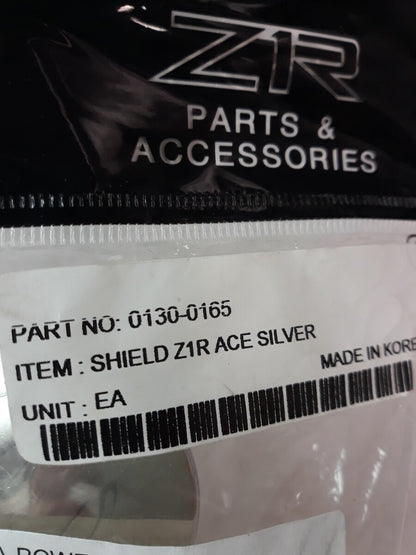 Z1R
PARTS &
ACCESSORIES
PART NO: 0130-0165
ITEM : SHIELD Z1R ACE SILVER
MADE IN KORE
UNIT : EA